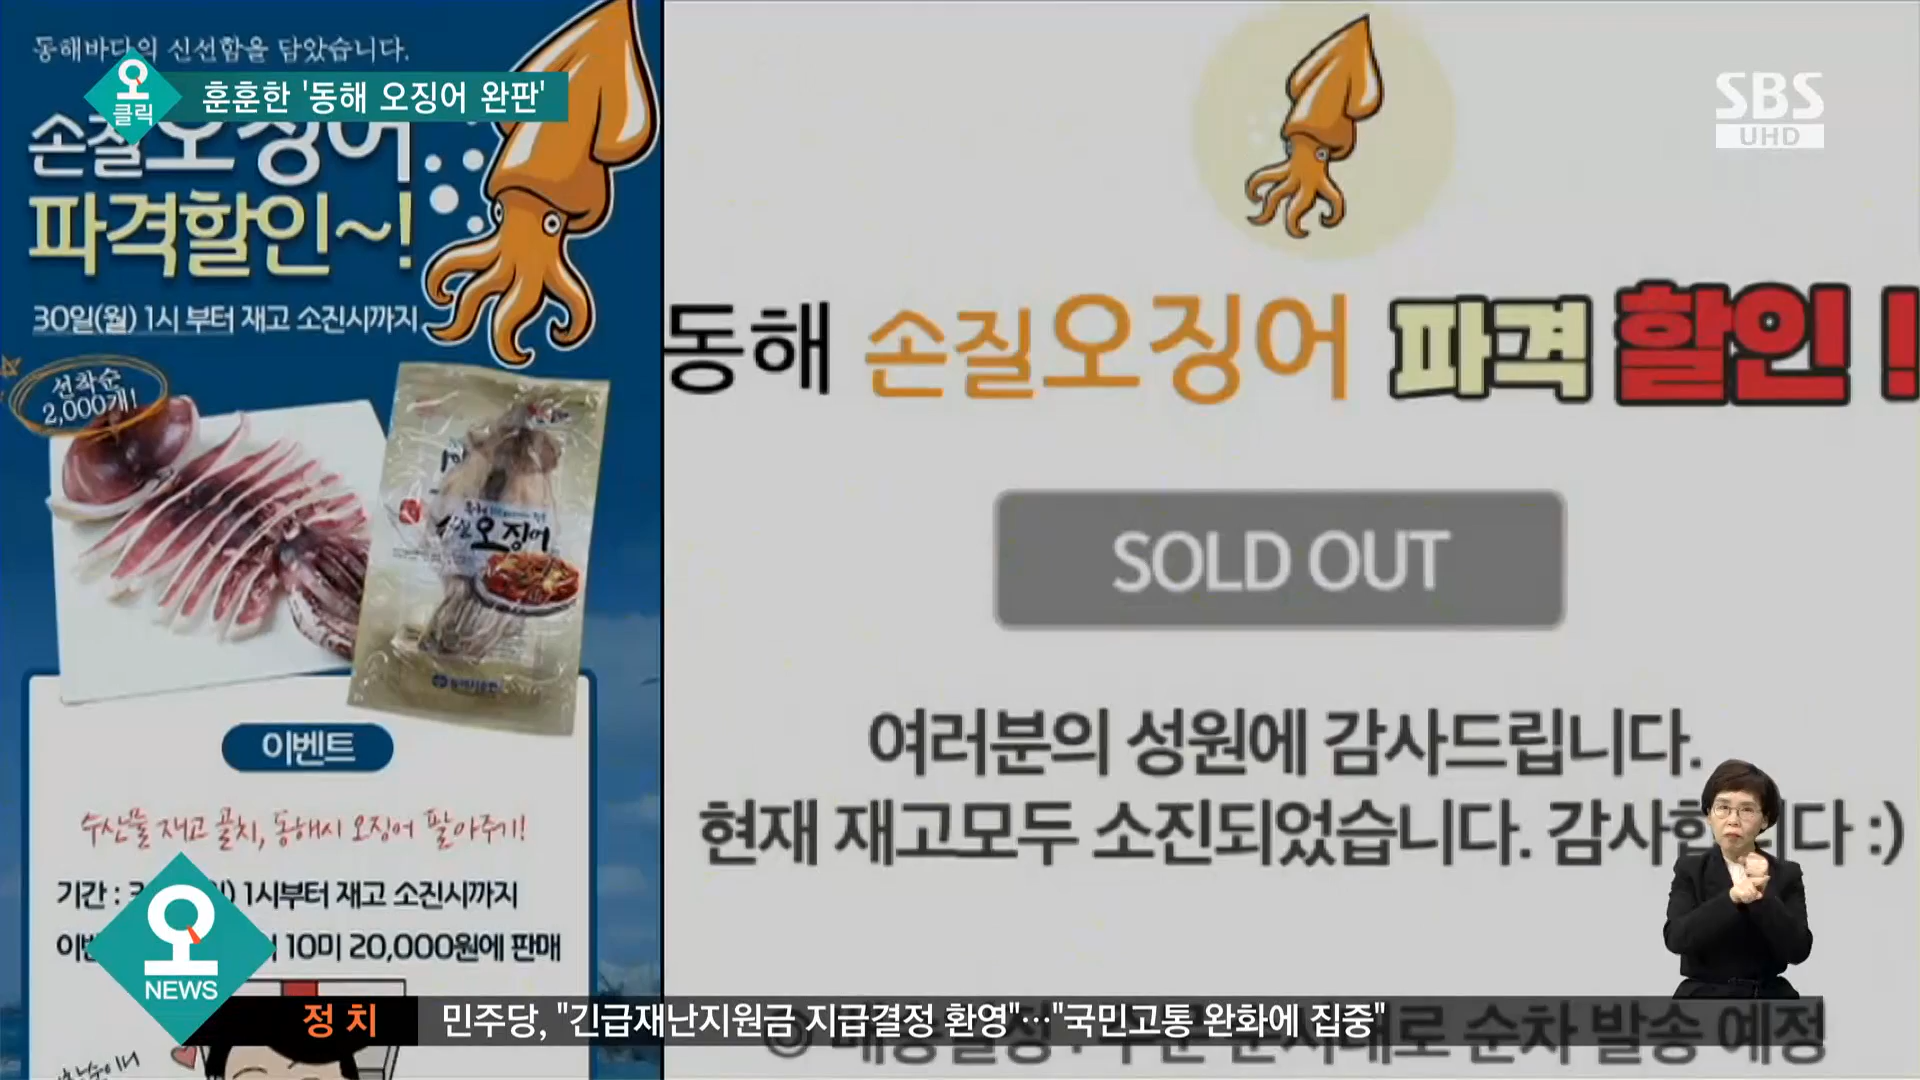 동해바다의 신선함을 담았습니다.
오
클릭
훈훈한 '동해 오징어 완판'
손질오징어
파격할인~!
30일(월) 1시 부터 재고 소진시까지
선착순
2,000개!
오징어
이벤트
수산물 재고 골치, 동해시 오징어 팔아주기!
기간 : 1시부터 재고 소진시까지
10미 20,000원에 판매
SBS
UHD
동해 손질오징어 파격 할인!
SOLD OUT
여러분의 성원에 감사드립니다.
현재 재고모두 소진되었습니다. 감사합니다 :)
순차 발송 예정
오
NEWS
정치
민주당, "긴급재난지원금 지급결정 환영"…"국민고통 완화에 집중"